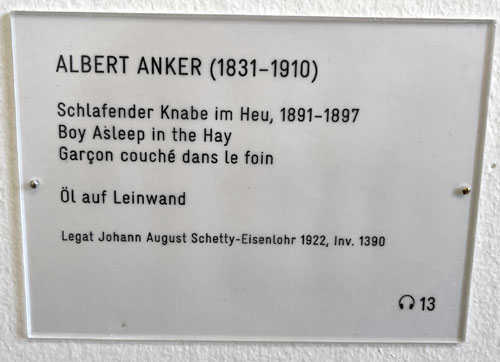 ALBERT ANKER (1831–1910)
Schlafender Knabe im Heu, 1891–1897
Boy Asleep in the Hay
Garçon couché dans le foin
Öl auf Leinwand
Legat Johann August Schetty-Eisenlohr 1922, Inv. 1390
13